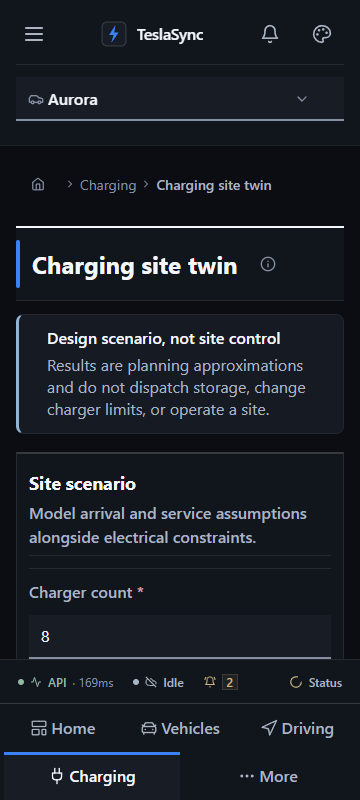 TeslaSync
Aurora
Charging
Charging site twin
Charging site twin
Design scenario, not site control
Results are planning approximations
and do not dispatch storage, change
charger limits, or operate a site.
Site scenario
Model arrival and service assumptions
alongside electrical constraints.
Charger count *
8
API · 169ms
Idle
2
Status
Home
Vehicles
Driving
Charging
More